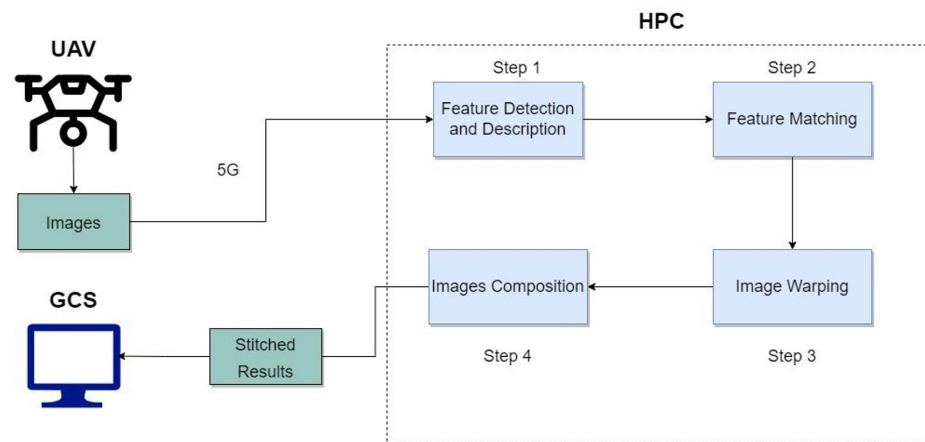 HPC
UAV
Step 1
Step 2
Feature Detection
and Description
Feature Matching
5G
Images
Images Composition
Image Warping
GCS
Stitched
Results
Step 4
Step 3